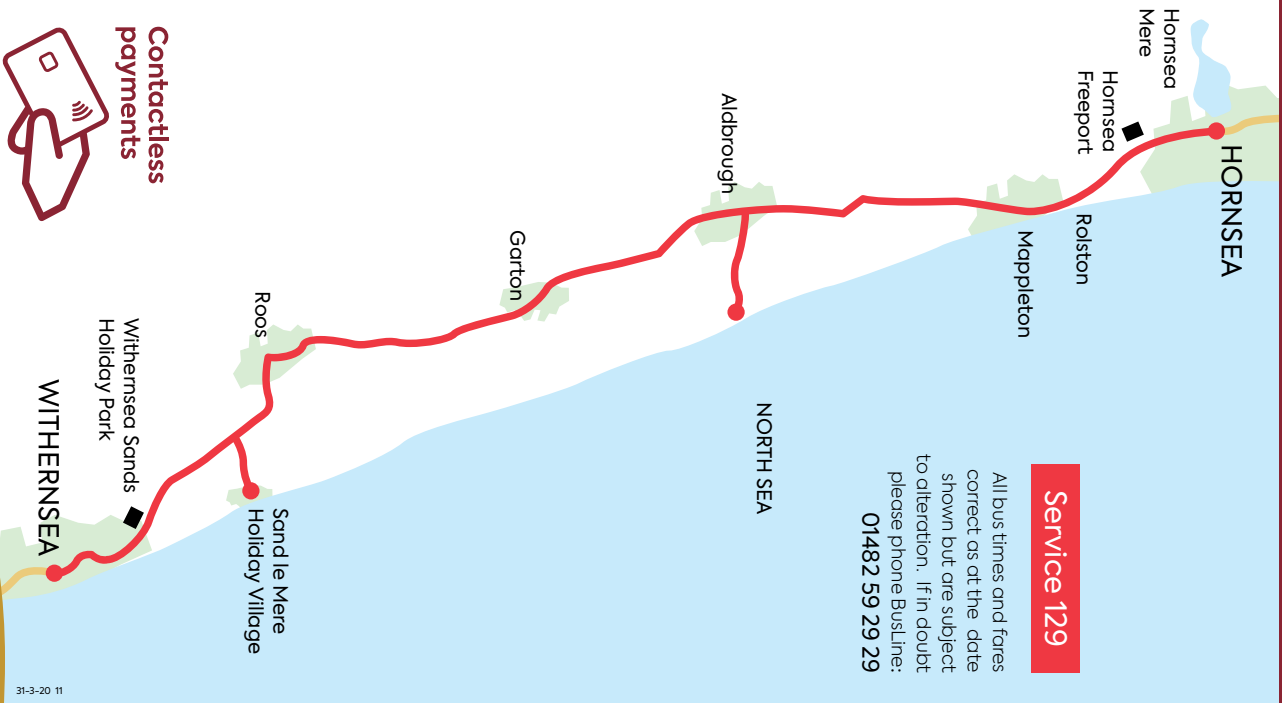 HORNSEA
Hornsea
Mere
Hornsea
Freeport
Rolston
Mappleton
Service 129
All bus times and fares
correct as at the date
shown but are subject
to alteration. If in doubt
please phone BusLine:
01482 59 29 29
NORTH SEA
Aldbrough
Garton
Roos
Sand le Mere
Holiday Village
Withernsea Sands
Holiday Park
WITHERNSEA
Contactless
payments
31-3-20 11